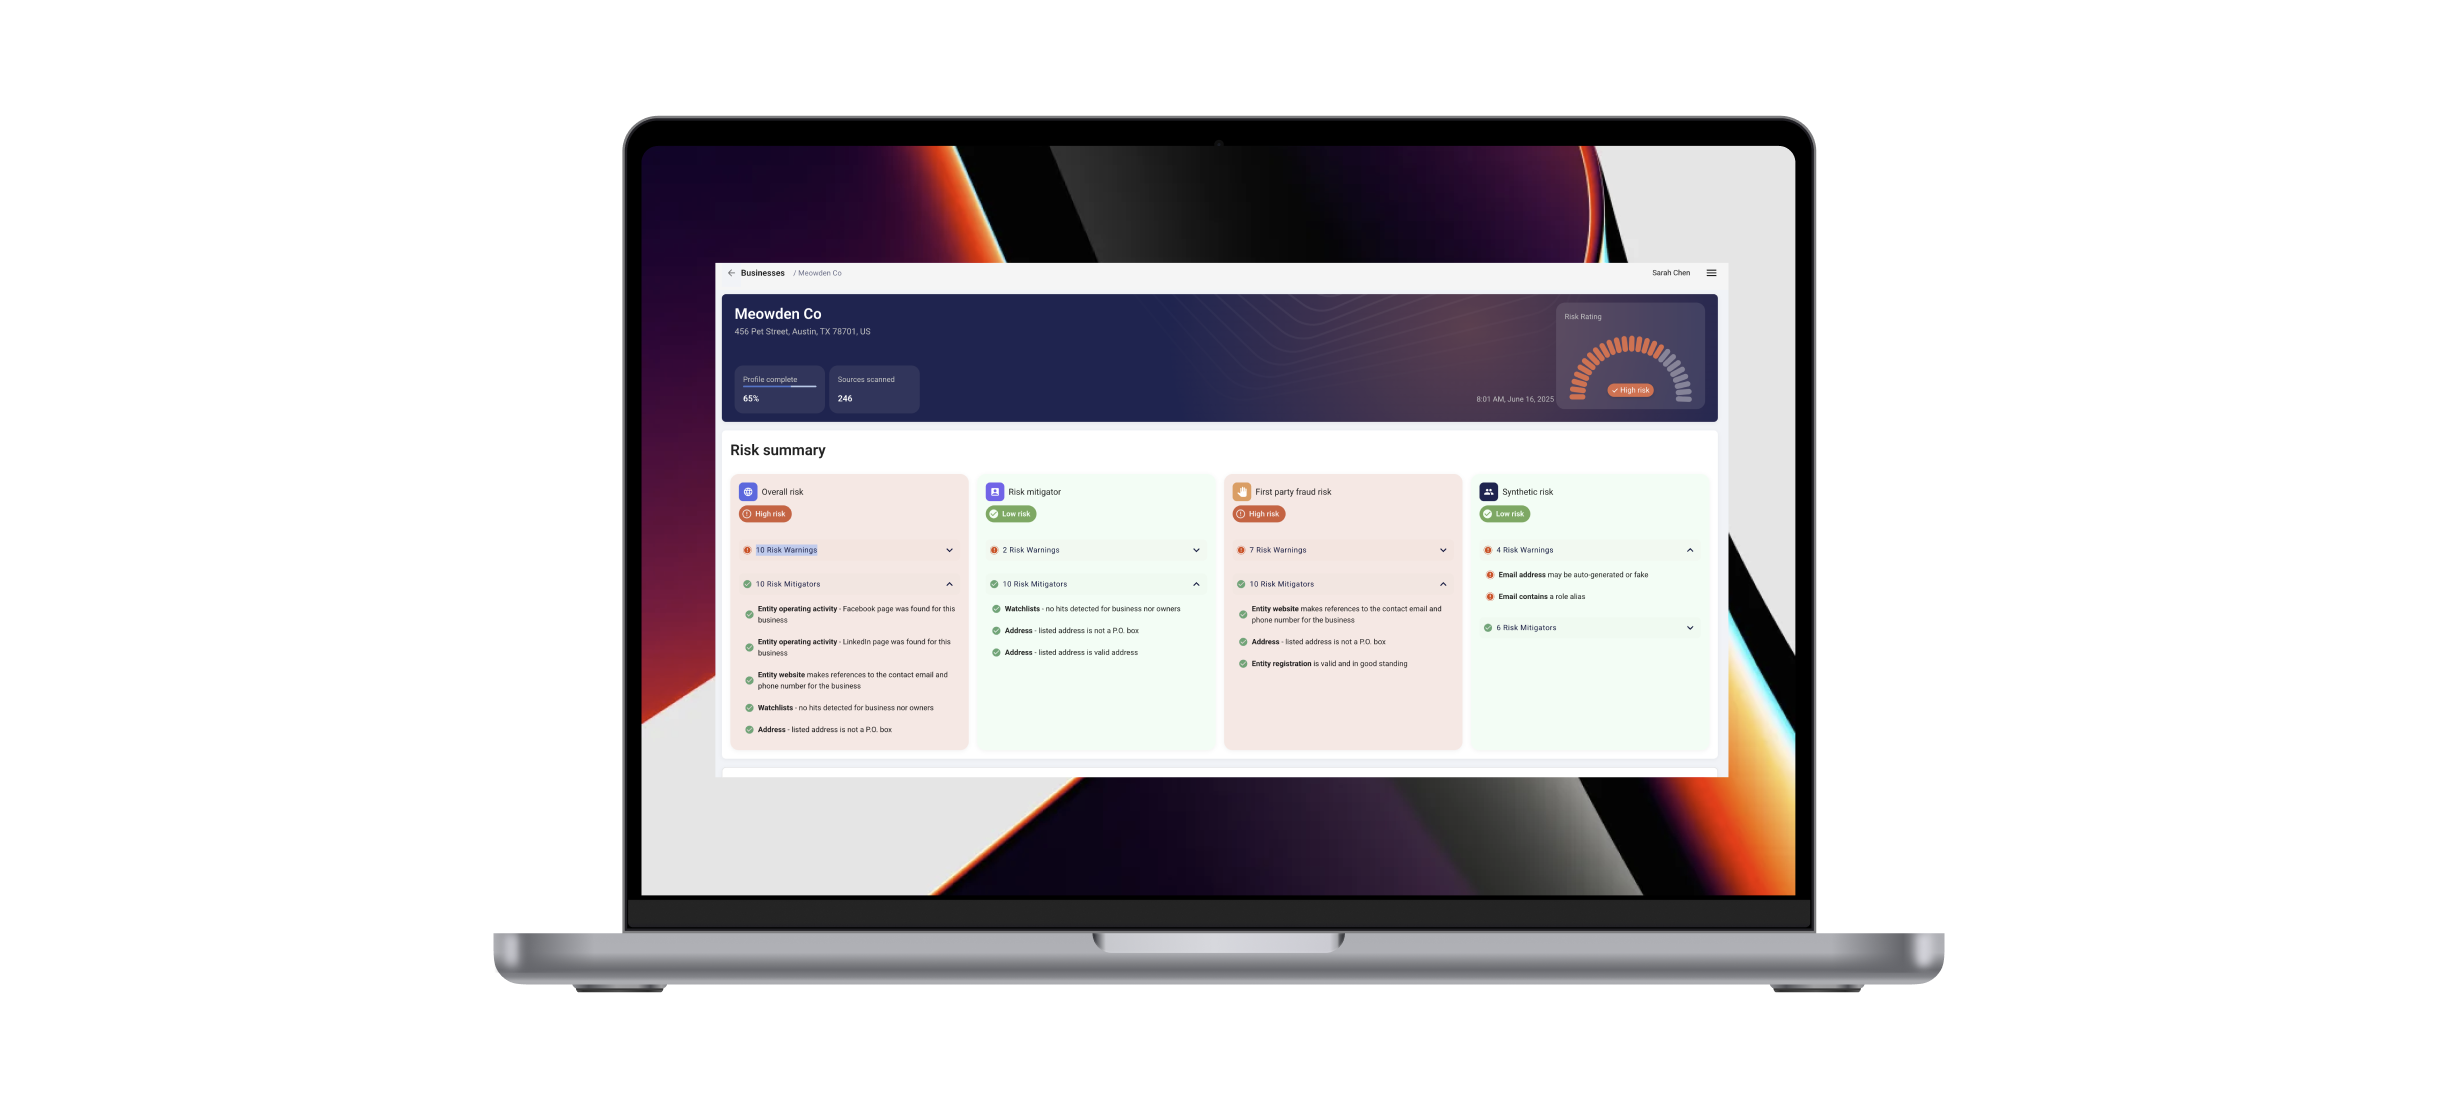 Businesses / Meowden Co
Sarah Chen
Meowden Co
456 Pet Street, Austin, TX 78701, US
Profile complete
65%
Sources scanned
246
8:01 AM, June 16, 2025
Risk Rating
High risk
Risk summary
Overall risk
High risk
10 Risk Warnings
10 Risk Mitigators
Entity operating activity - Facebook page was found for this
business
Entity operating activity - LinkedIn page was found for this
business
Entity website makes references to the contact email and
phone number for the business
Watchlists - no hits detected for business nor owners
Address - listed address is not a P.O. box
Risk mitigator
Low risk
2 Risk Warnings
10 Risk Mitigators
Watchlists - no hits detected for business nor owners
Address - listed address is not a P.O. box
Address - listed address is valid address
First party fraud risk
High risk
7 Risk Warnings
10 Risk Mitigators
Entity website makes references to the contact email and
phone number for the business
Address - listed address is not a P.O. box
Entity registration is valid and in good standing
Synthetic risk
Low risk
4 Risk Warnings
Email address may be auto-generated or fake
Email contains a role alias
6 Risk Mitigators